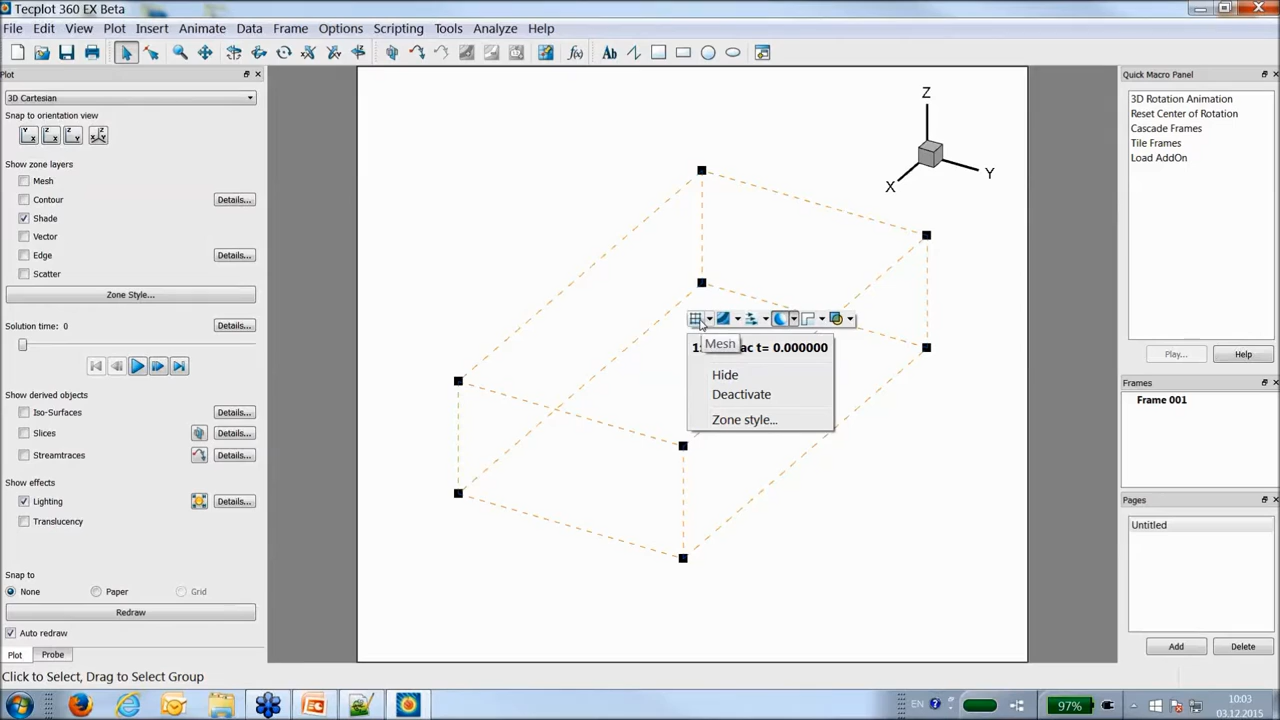 Tecplot 360 EX Beta
File Edit View Plot Insert Animate Data Frame Options Scripting Tools Analyze Help
Plot
3D Cartesian
Snap to orientation view
Show zone layers
Mesh
Contour Details...
Shade
Vector
Edge Details...
Scatter
Zone Style...
Solution time: 0 Details...
Show derived objects
Iso-Surfaces Details...
Slices Details...
Streamtraces Details...
Show effects
Lighting Details...
Translucency
Snap to
None Paper Grid
Redraw
Auto redraw
Plot Probe
Click to Select, Drag to Select Group
Z
X
Y
Mesh
t= 0.000000
Hide
Deactivate
Zone style...
Quick Macro Panel
3D Rotation Animation
Reset Center of Rotation
Cascade Frames
Tile Frames
Load AddOn
Play... Help
Frames
Frame 001
Pages
Untitled
Add Delete
EN 97% 10:03
03.12.2015